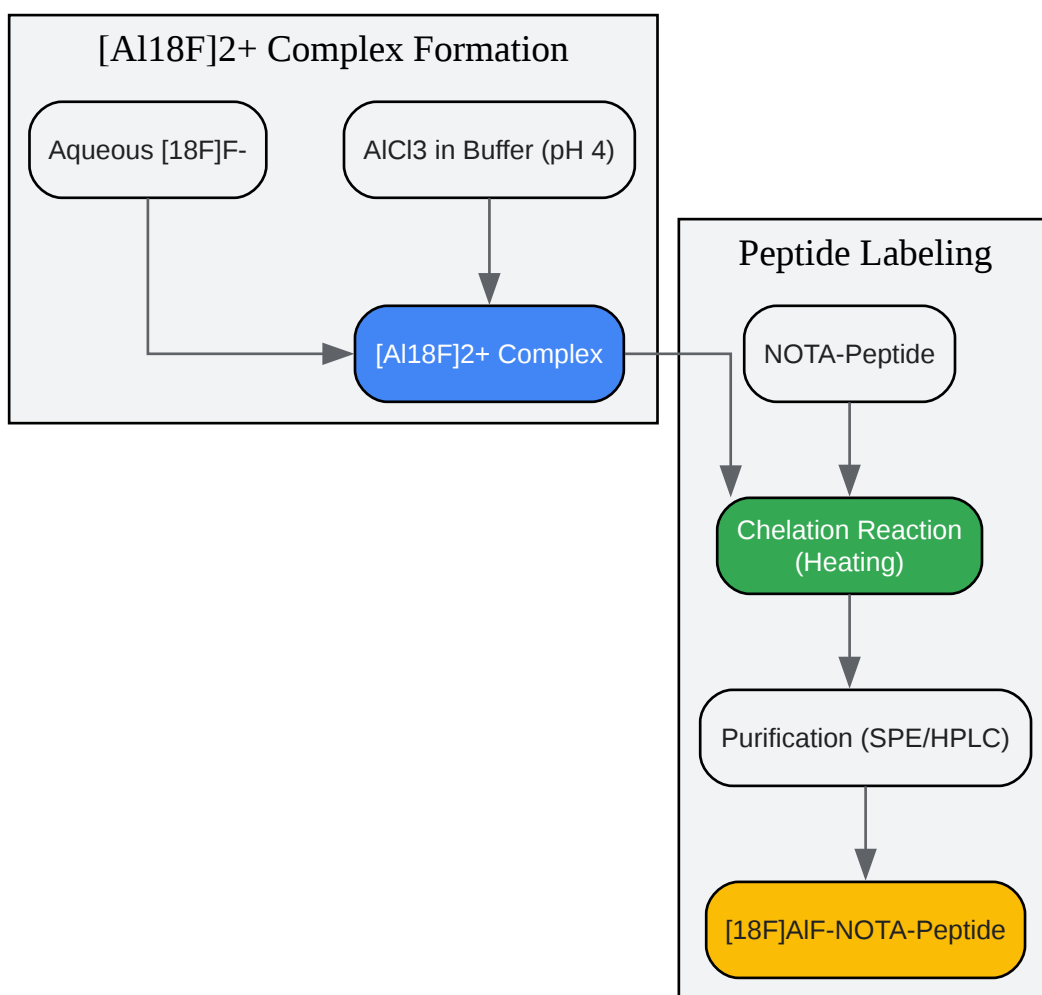 [Al18F]2+ Complex Formation
Aqueous [18F]F-
AlCl3 in Buffer (pH 4)
[Al18F]2+ Complex
Peptide Labeling
NOTA-Peptide
Chelation Reaction
(Heating)
Purification (SPE/HPLC)
[18F]AlF-NOTA-Peptide